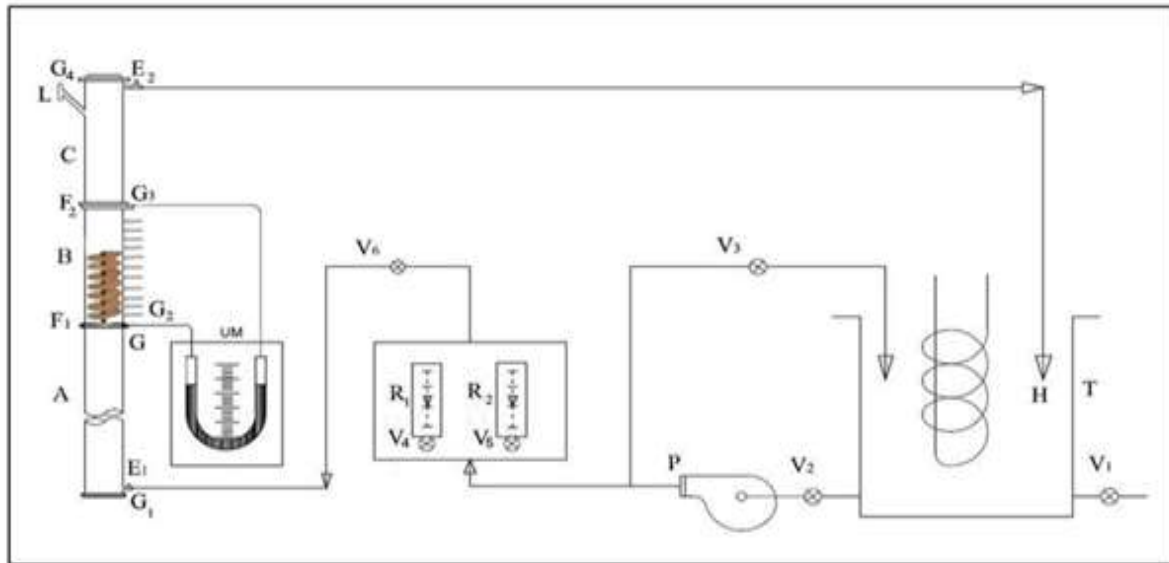 G4 E2
L
C
F2 G3
V6 V3
B
G2
F1 G UM
A
R1 R2 H T
V4 V5
P V2 V1
E1
G1